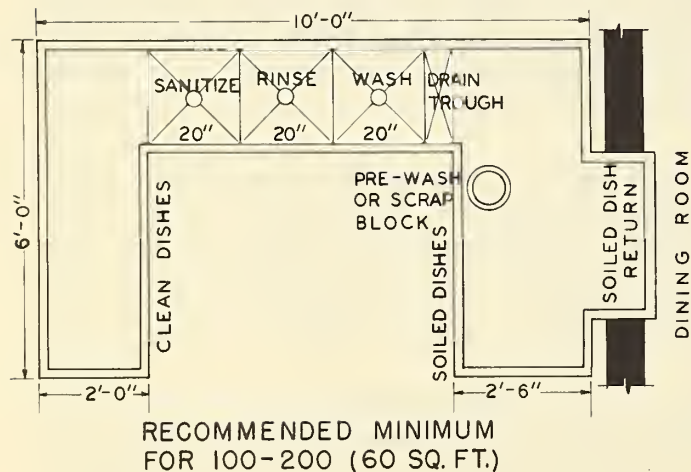 10'-0"
SANITIZE RINSE WASH DRAIN
TROUGH
20" 20" 20"
PRE-WASH
OR SCRAP
BLOCK
6'-0"
CLEAN DISHES
SOILED DISHES
SOILED DISH
RETURN
DINING ROOM
2'-0"
2'-6"
RECOMMENDED MINIMUM
FOR 100-200 (60 SQ. FT.)